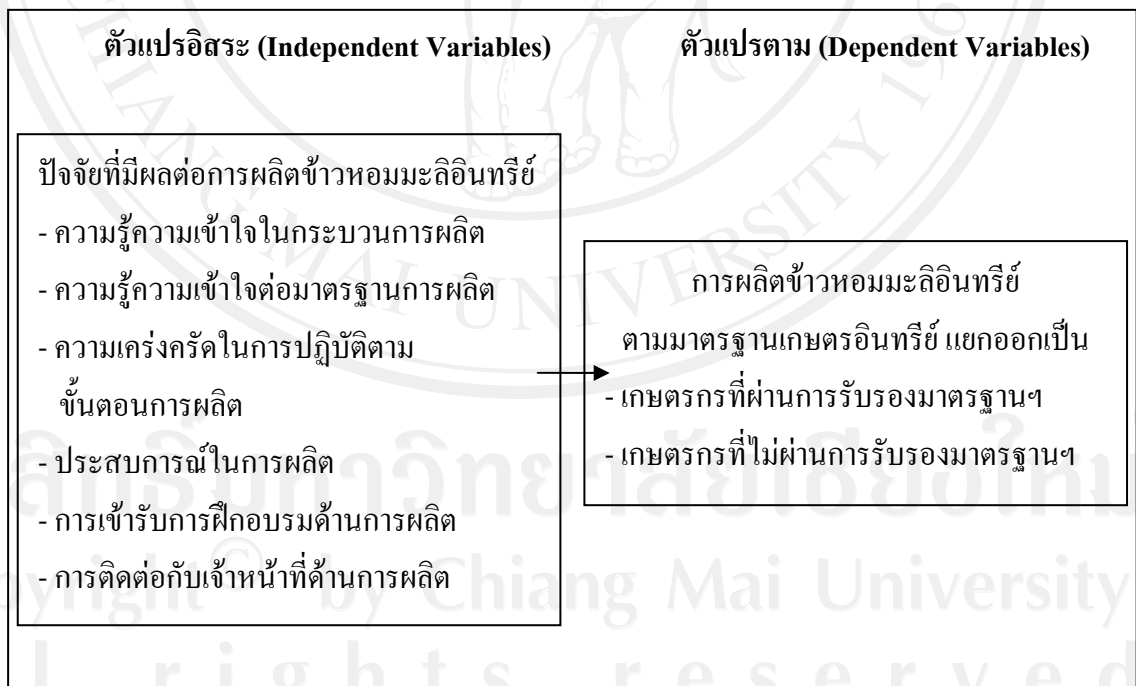 ตัวแปรอิสระ (Independent Variables)
ตัวแปรตาม (Dependent Variables)
ปัจจัยที่มีผลต่อการผลิตข้าวหอมมะลิอินทรีย์
- ความรู้ความเข้าใจในกระบวนการผลิต
- ความรู้ความเข้าใจต่อมาตรฐานการผลิต
- ความเคร่งครัดในการปฏิบัติตาม
ขั้นตอนการผลิต
- ประสบการณ์ในการผลิต
- การเข้ารับการฝึกอบรมด้านการผลิต
- การติดต่อกับเจ้าหน้าที่ด้านการผลิต
การผลิตข้าวหอมมะลิอินทรีย์
ตามมาตรฐานเกษตรอินทรีย์ แยกออกเป็น
- เกษตรกรที่ผ่านการรับรองมาตรฐานฯ
- เกษตรกรที่ไม่ผ่านการรับรองมาตรฐานฯ
CHIANG MAI UNIVERSITY 196
by Chiang Mai University
rights reserved